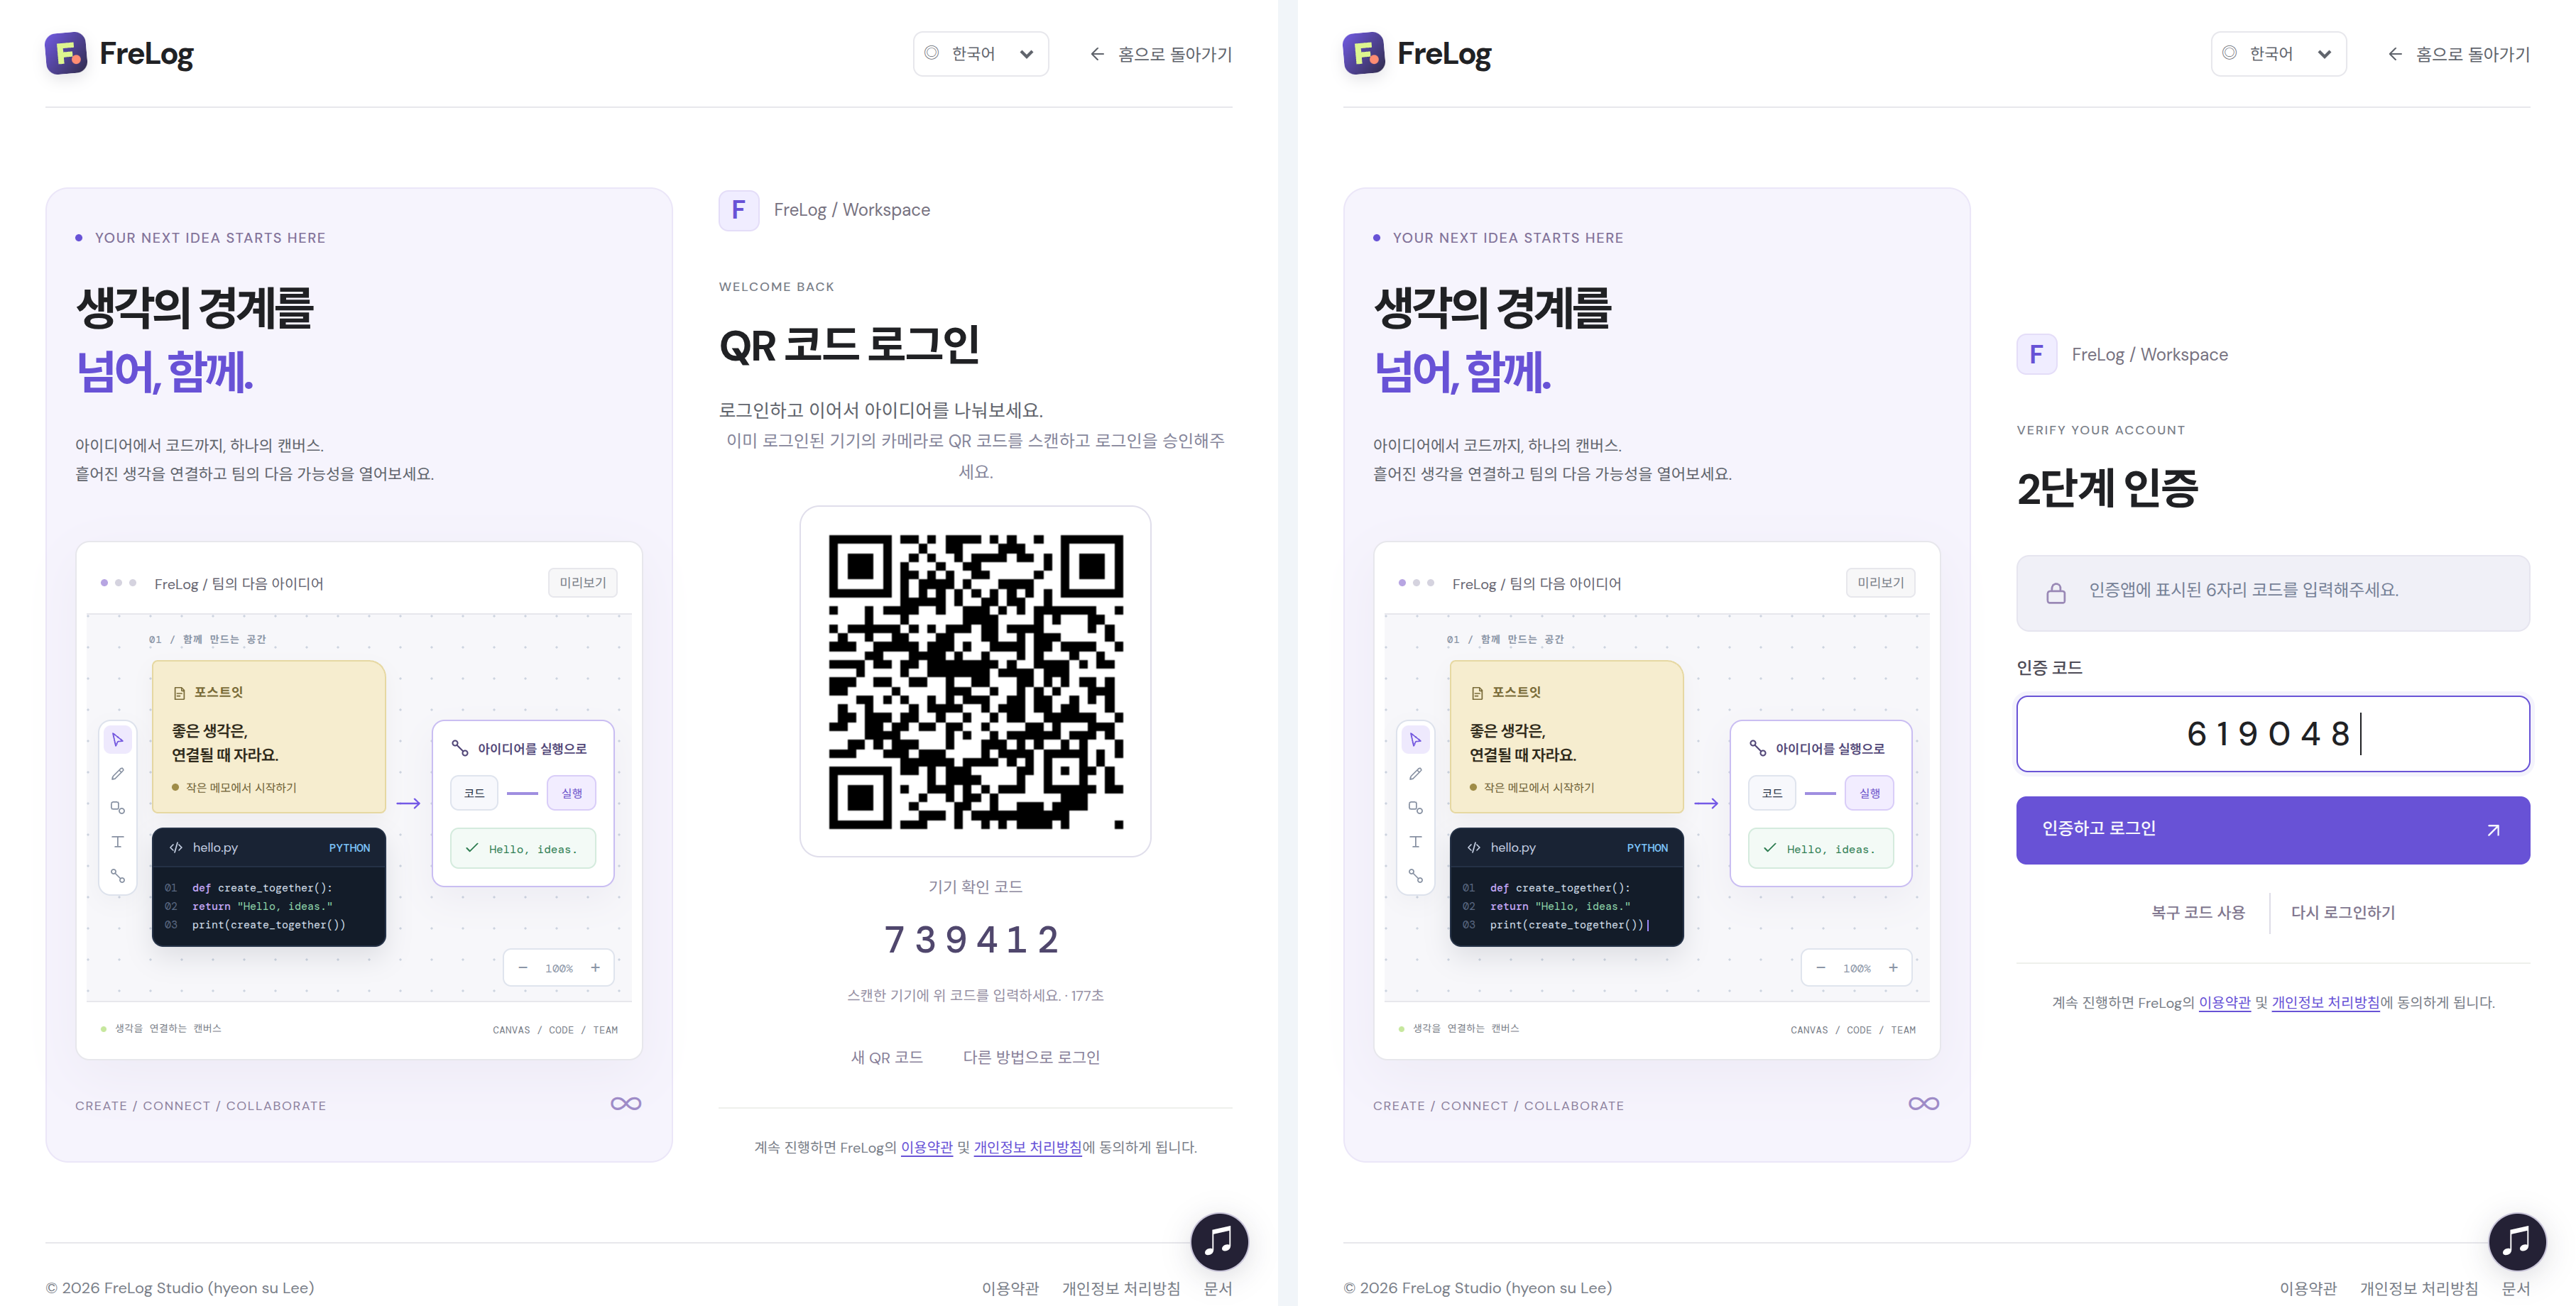 FreLog
한국어
홈으로 돌아가기
YOUR NEXT IDEA STARTS HERE
생각의 경계를
넘어, 함께.
아이디어에서 코드까지, 하나의 캔버스.
흩어진 생각을 연결하고 팀의 다음 가능성을 열어보세요.
FreLog / 팀의 다음 아이디어
미리보기
01 / 함께 만드는 공간
포스트잇
좋은 생각은,
연결될 때 자라요.
작은 메모에서 시작하기
hello.py
PYTHON
01 def create_together():
02 return "Hello, ideas."
03 print(create_together())
아이디어를 실행으로
코드
실행
Hello, ideas.
− 100% +
생각을 연결하는 캔버스
CANVAS / CODE / TEAM
CREATE / CONNECT / COLLABORATE
F FreLog / Workspace
WELCOME BACK
QR 코드 로그인
로그인하고 이어서 아이디어를 나눠보세요.
이미 로그인된 기기의 카메라로 QR 코드를 스캔하고 로그인을 승인해주
세요.
기기 확인 코드
739412
스캔한 기기에 위 코드를 입력하세요. · 177초
새 QR 코드
다른 방법으로 로그인
계속 진행하면 FreLog의 이용약관 및 개인정보 처리방침에 동의하게 됩니다.
© 2026 FreLog Studio (hyeon su Lee)
이용약관
개인정보 처리방침
문서
FreLog
한국어
홈으로 돌아가기
YOUR NEXT IDEA STARTS HERE
생각의 경계를
넘어, 함께.
아이디어에서 코드까지, 하나의 캔버스.
흩어진 생각을 연결하고 팀의 다음 가능성을 열어보세요.
FreLog / 팀의 다음 아이디어
미리보기
01 / 함께 만드는 공간
포스트잇
좋은 생각은,
연결될 때 자라요.
작은 메모에서 시작하기
hello.py
PYTHON
01 def create_together():
02 return "Hello, ideas."
03 print(create_together())
아이디어를 실행으로
코드
실행
Hello, ideas.
− 100% +
생각을 연결하는 캔버스
CANVAS / CODE / TEAM
CREATE / CONNECT / COLLABORATE
F FreLog / Workspace
VERIFY YOUR ACCOUNT
2단계 인증
인증앱에 표시된 6자리 코드를 입력해주세요.
인증 코드
619048
인증하고 로그인
복구 코드 사용
다시 로그인하기
계속 진행하면 FreLog의 이용약관 및 개인정보 처리방침에 동의하게 됩니다.
© 2026 FreLog Studio (hyeon su Lee)
이용약관
개인정보 처리방침
문서